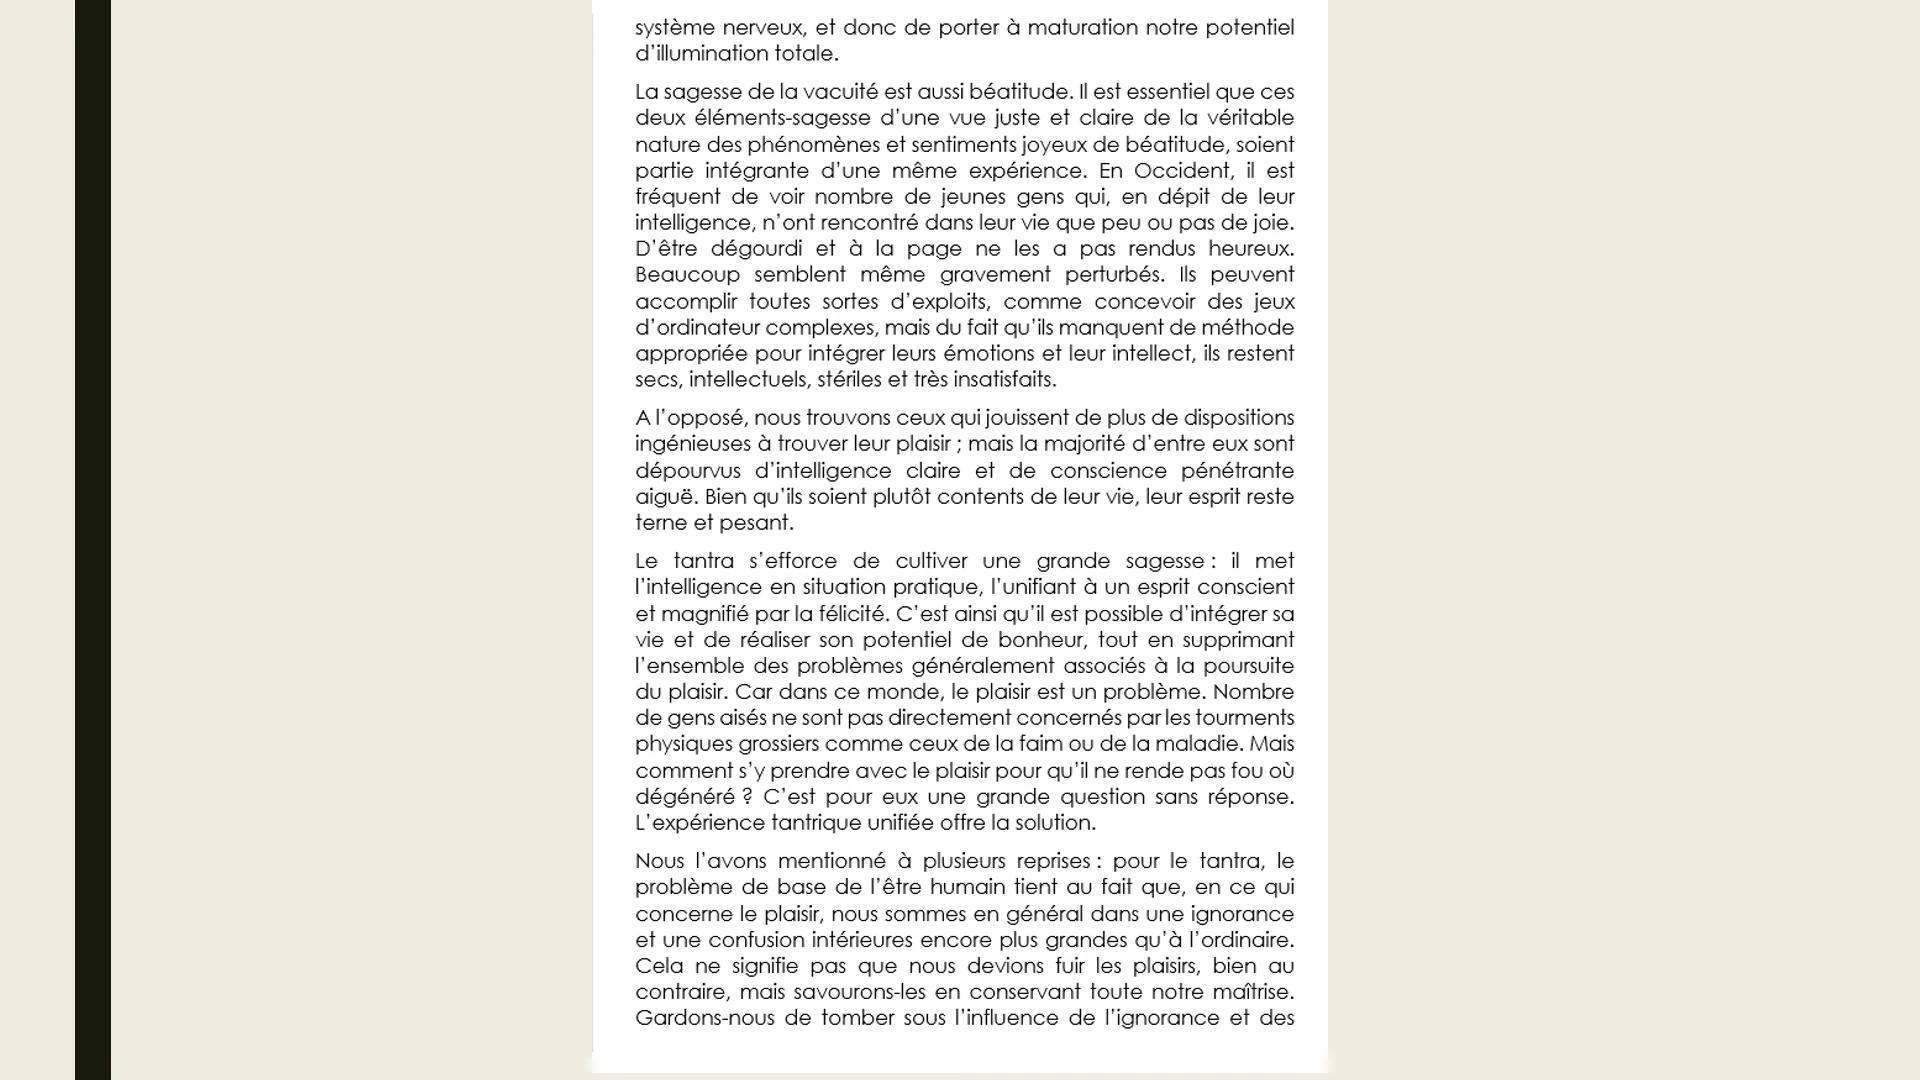 système nerveux, et donc de porter à maturation notre potentiel
d’illumination totale.
La sagesse de la vacuité est aussi béatitude. Il est essentiel que ces
deux éléments-sagesse d’une vue juste et claire de la véritable
nature des phénomènes et sentiments joyeux de béatitude, soient
partie intégrante d’une même expérience. En Occident, il est
fréquent de voir nombre de jeunes gens qui, en dépit de leur
intelligence, n’ont rencontré dans leur vie que peu ou pas de joie.
D’être dégourdi et à la page ne les a pas rendus heureux.
Beaucoup semblent même gravement perturbés. Ils peuvent
accomplir toutes sortes d’exploits, comme concevoir des jeux
d’ordinateur complexes, mais du fait qu’ils manquent de méthode
appropriée pour intégrer leurs émotions et leur intellect, ils restent
secs, intellectuels, stériles et très insatisfaits.
A l’opposé, nous trouvons ceux qui jouissent de plus de dispositions
ingénieuses à trouver leur plaisir ; mais la majorité d’entre eux sont
dépourvus d’intelligence claire et de conscience pénétrante
aiguë. Bien qu’ils soient plutôt contents de leur vie, leur esprit reste
terne et pesant.
Le tantra s’efforce de cultiver une grande sagesse : il met
l’intelligence en situation pratique, l’unifiant à un esprit conscient
et magnifié par la félicité. C’est ainsi qu’il est possible d’intégrer sa
vie et de réaliser son potentiel de bonheur, tout en supprimant
l’ensemble des problèmes généralement associés à la poursuite
du plaisir. Car dans ce monde, le plaisir est un problème. Nombre
de gens aisés ne sont pas directement concernés par les tourments
physiques grossiers comme ceux de la faim ou de la maladie. Mais
comment s’y prendre avec le plaisir pour qu’il ne rende pas fou où
dégénéré ? C’est pour eux une grande question sans réponse.
L’expérience tantrique unifiée offre la solution.
Nous l’avons mentionné à plusieurs reprises : pour le tantra, le
problème de base de l’être humain tient au fait que, en ce qui
concerne le plaisir, nous sommes en général dans une ignorance
et une confusion intérieures encore plus grandes qu’à l’ordinaire.
Cela ne signifie pas que nous devions fuir les plaisirs, bien au
contraire, mais savourons-les en conservant toute notre maîtrise.
Gardons-nous de tomber sous l’influence de l’ignorance et des